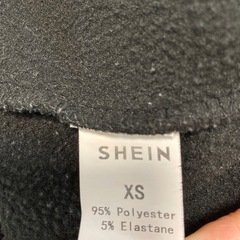 SHEIN
XS
95% Polyester
5% Elastane